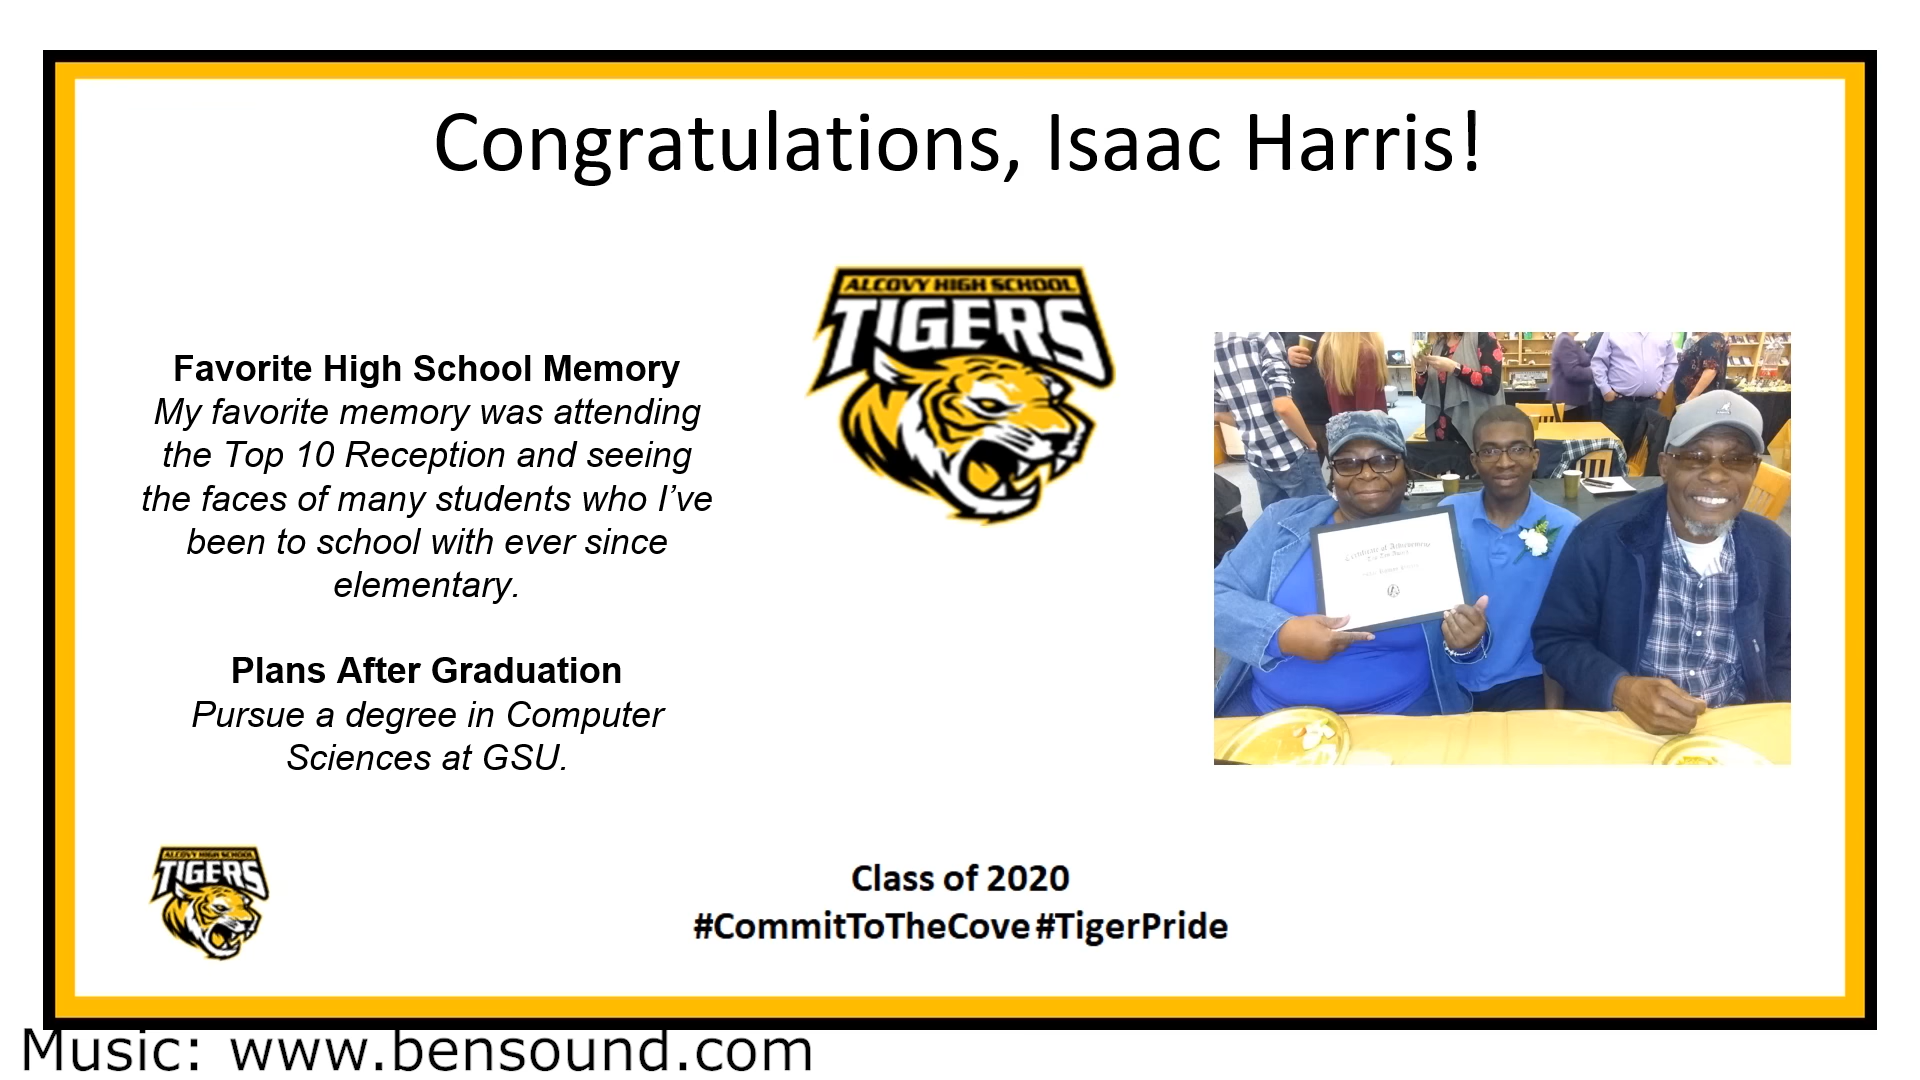 Congratulations, Isaac Harris!
ALCOVY HIGH SCHOOL
TIGERS
Favorite High School Memory
My favorite memory was attending
the Top 10 Reception and seeing
the faces of many students who I’ve
been to school with ever since
elementary.
Plans After Graduation
Pursue a degree in Computer
Sciences at GSU.
Certificate of Achievement
ALCOVY HIGH SCHOOL
TIGERS
Class of 2020
#CommitToTheCove #TigerPride
Music: www.bensound.com